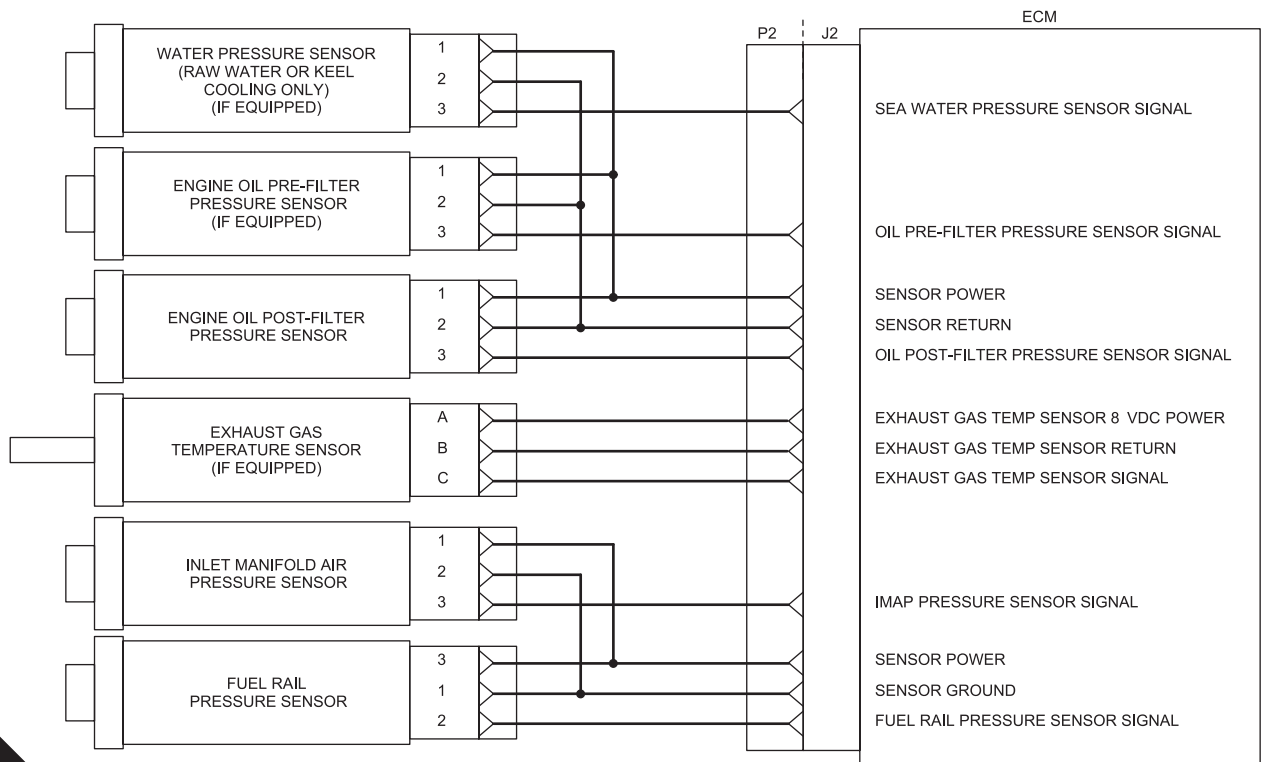 ECM
P2
J2
WATER PRESSURE SENSOR
(RAW WATER OR KEEL
COOLING ONLY)
(IF EQUIPPED)
1
2
3
SEA WATER PRESSURE SENSOR SIGNAL
ENGINE OIL PRE-FILTER
PRESSURE SENSOR
(IF EQUIPPED)
1
2
3
OIL PRE-FILTER PRESSURE SENSOR SIGNAL
ENGINE OIL POST-FILTER
PRESSURE SENSOR
1
2
3
SENSOR POWER
SENSOR RETURN
OIL POST-FILTER PRESSURE SENSOR SIGNAL
EXHAUST GAS
TEMPERATURE SENSOR
(IF EQUIPPED)
A
B
C
EXHAUST GAS TEMP SENSOR 8 VDC POWER
EXHAUST GAS TEMP SENSOR RETURN
EXHAUST GAS TEMP SENSOR SIGNAL
INLET MANIFOLD AIR
PRESSURE SENSOR
1
2
3
IMAP PRESSURE SENSOR SIGNAL
FUEL RAIL
PRESSURE SENSOR
3
1
2
SENSOR POWER
SENSOR GROUND
FUEL RAIL PRESSURE SENSOR SIGNAL